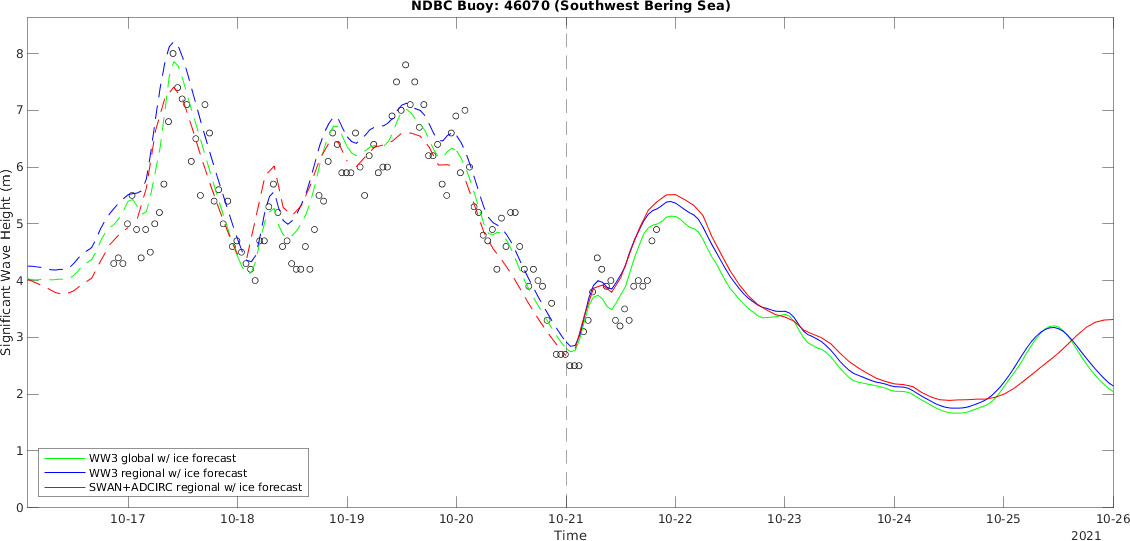 NDBC Buoy: 46070 (Southwest Bering Sea)
Significant Wave Height (m)
8
7
6
5
4
3
2
1
0
WW3 global w/ ice forecast
WW3 regional w/ ice forecast
SWAN+ADCIRC regional w/ ice forecast
10-17 10-18 10-19 10-20 10-21 10-22 10-23 10-24 10-25 10-26
Time
2021